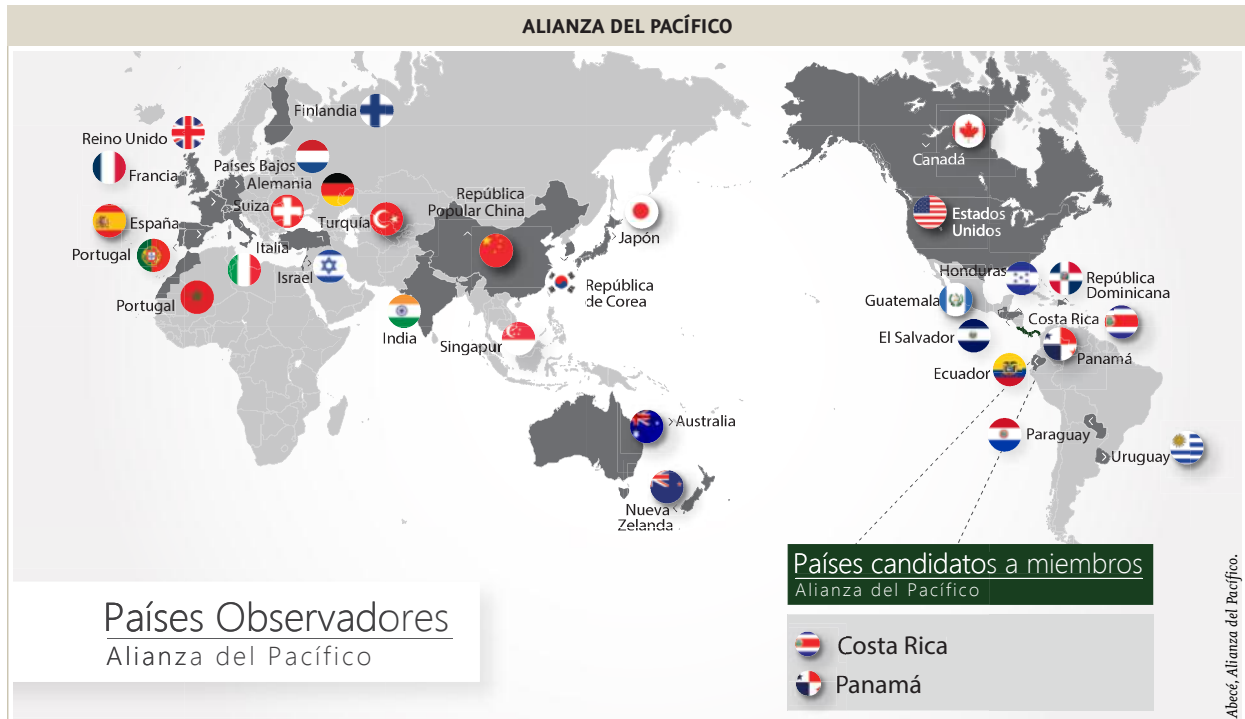 ALIANZA DEL PACÍFICO
Finlandia
Reino Unido
Países Bajos
Francia
Alemania
Suiza
España
Turquía
Portugal
Italia
Israel
Portugal
República
Popular China
Japón
República
de Corea
India
Singapur
Australia
Nueva
Zelanda
Canadá
Estados
Unidos
Honduras
República
Dominicana
Guatemala
Costa Rica
El Salvador
Panamá
Ecuador
Paraguay
Uruguay
Países Observadores
Alianza del Pacífico
Países candidatos a miembros
Alianza del Pacífico
Costa Rica
Panamá
Abecé, Alianza del Pacífico.